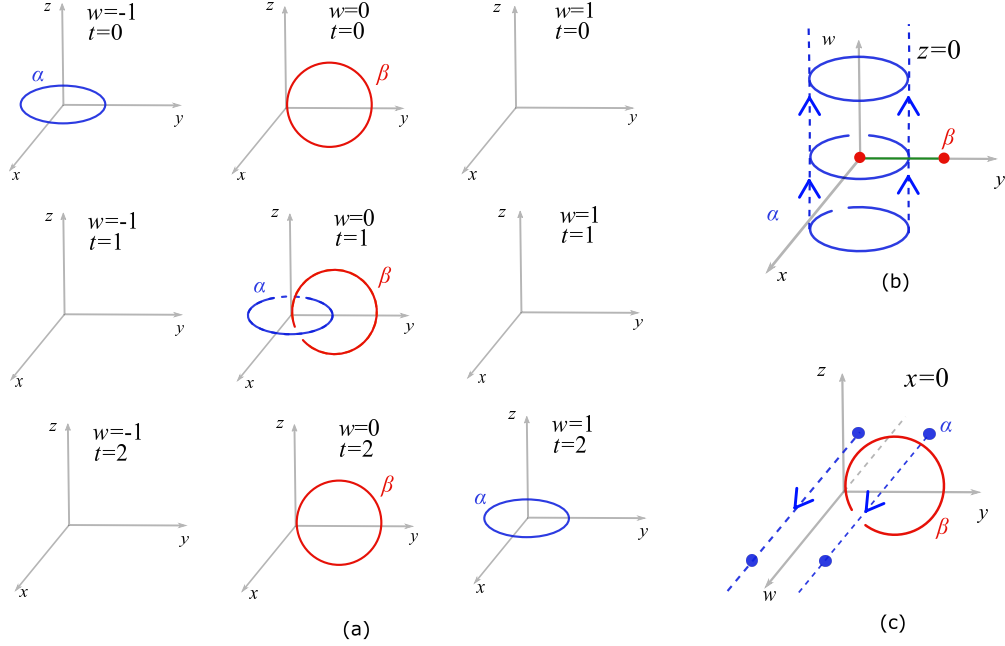 z
w=-1
t=0
α
y
x
z
w=0
t=0
β
y
x
z
w=1
t=0
y
x
z
w=-1
t=1
y
x
z
w=0
t=1
α
β
y
x
z
w=1
t=1
y
x
z
w=-1
t=2
y
x
z
w=0
t=2
β
y
x
z
w=1
t=2
α
y
x
(a)
w
z=0
β
y
α
x
(b)
z
x=0
α
y
β
w
(c)